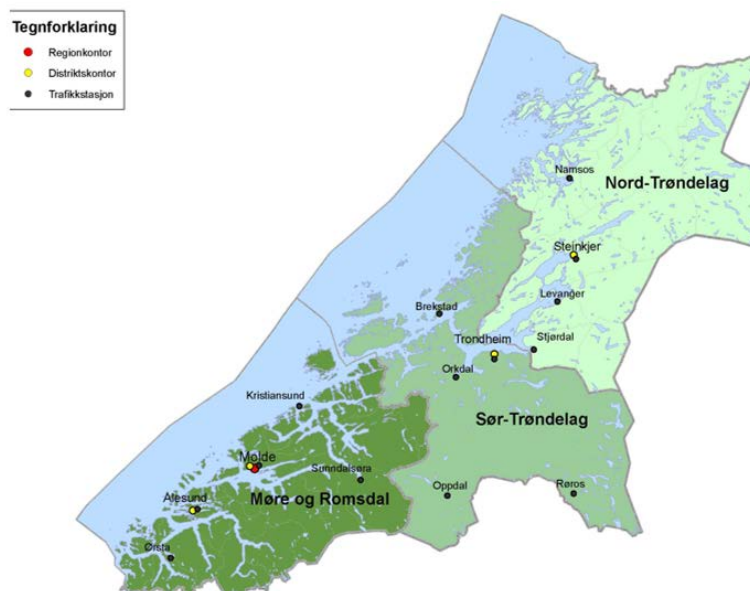 Tegnforklaring
Regionkontor
Distriktskontor
Trafikkstasjon
Namsos
Nord-Trøndelag
Steinkjer
Levanger
Brekstad
Trondheim
Stjørdal
Orkdal
Kristiansund
Sør-Trøndelag
Molde
Sunndalsøra
Møre og Romsdal
Oppdal
Røros
Ålesund
Ørsta